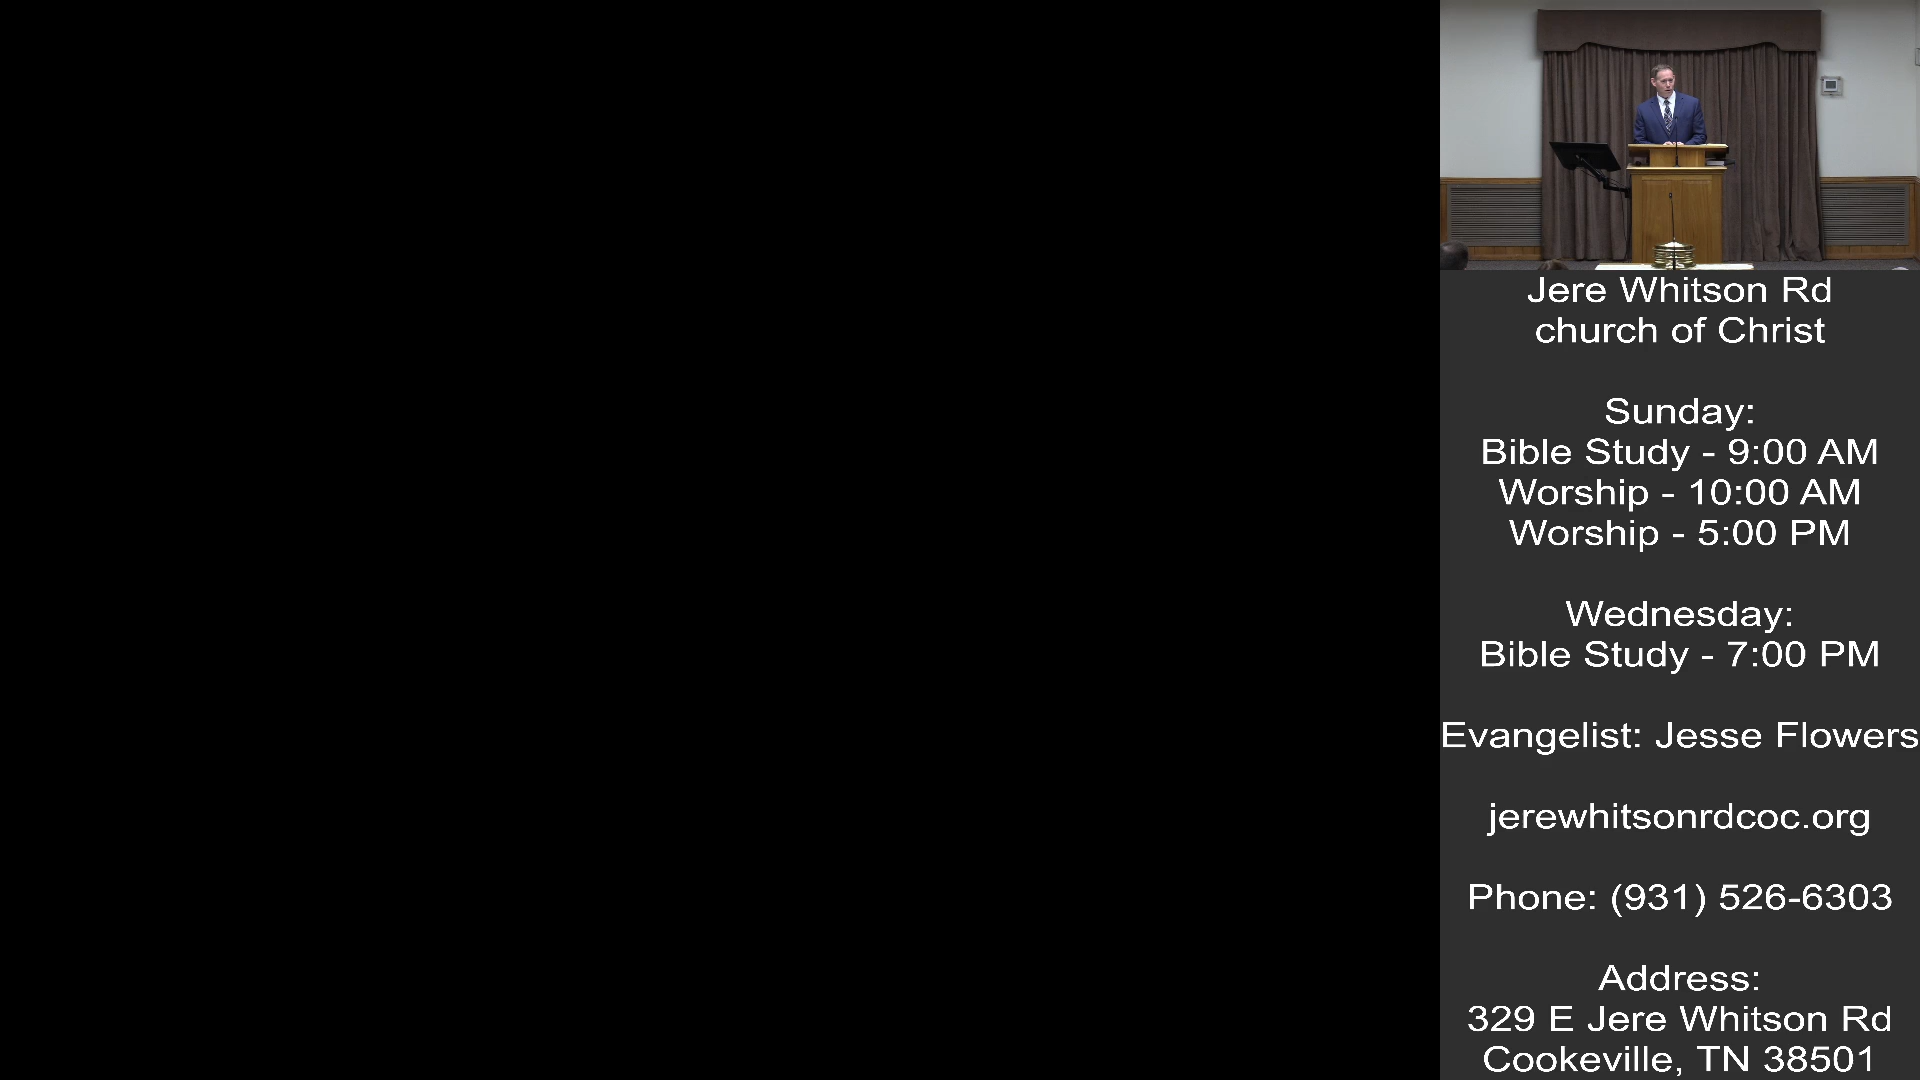 Jere Whitson Rd
church of Christ
Sunday:
Bible Study - 9:00 AM
Worship - 10:00 AM
Worship - 5:00 PM
Wednesday:
Bible Study - 7:00 PM
Evangelist: Jesse Flowers
jerewhitsonrdcoc.org
Phone: (931) 526-6303
Address:
329 E Jere Whitson Rd
Cookeville, TN 38501